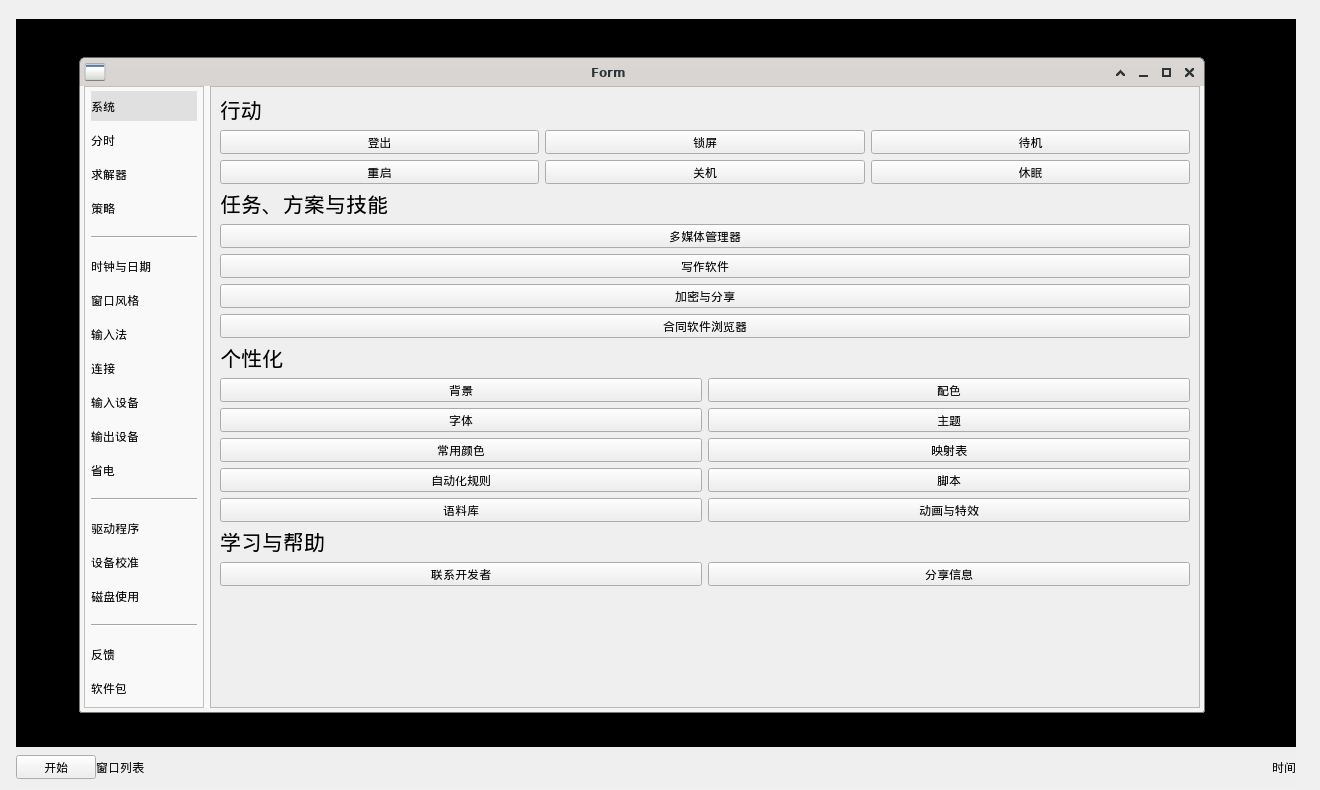 Form
系统
分时
求解器
策略
时钟与日期
窗口风格
输入法
连接
输入设备
输出设备
省电
驱动程序
设备校准
磁盘使用
反馈
软件包
行动
登出 锁屏 待机
重启 关机 休眠
任务、方案与技能
多媒体管理器
写作软件
加密与分享
合同软件浏览器
个性化
背景 配色
字体 主题
常用颜色 映射表
自动化规则 脚本
语料库 动画与特效
学习与帮助
联系开发者 分享信息
开始 窗口列表 时间